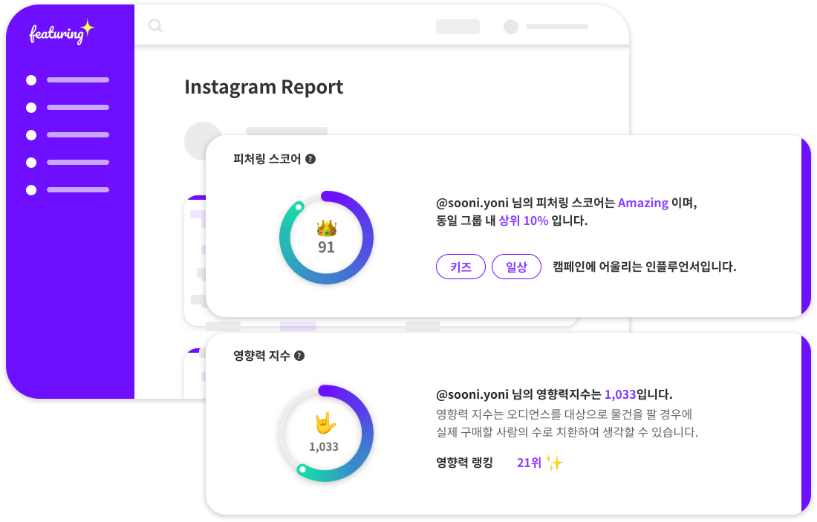 featuring
Instagram Report
피처링 스코어 ?
91
@sooni.yoni 님의 피처링 스코어는 Amazing 이며,
동일 그룹 내 상위 10% 입니다.
키즈 일상 캠페인에 어울리는 인플루언서입니다.
영향력 지수 ?
1,033
@sooni.yoni 님의 영향력지수는 1,033입니다.
영향력 지수는 오디언스를 대상으로 물건을 팔 경우에
실제 구매할 사람의 수로 치환하여 생각할 수 있습니다.
영향력 랭킹 21위